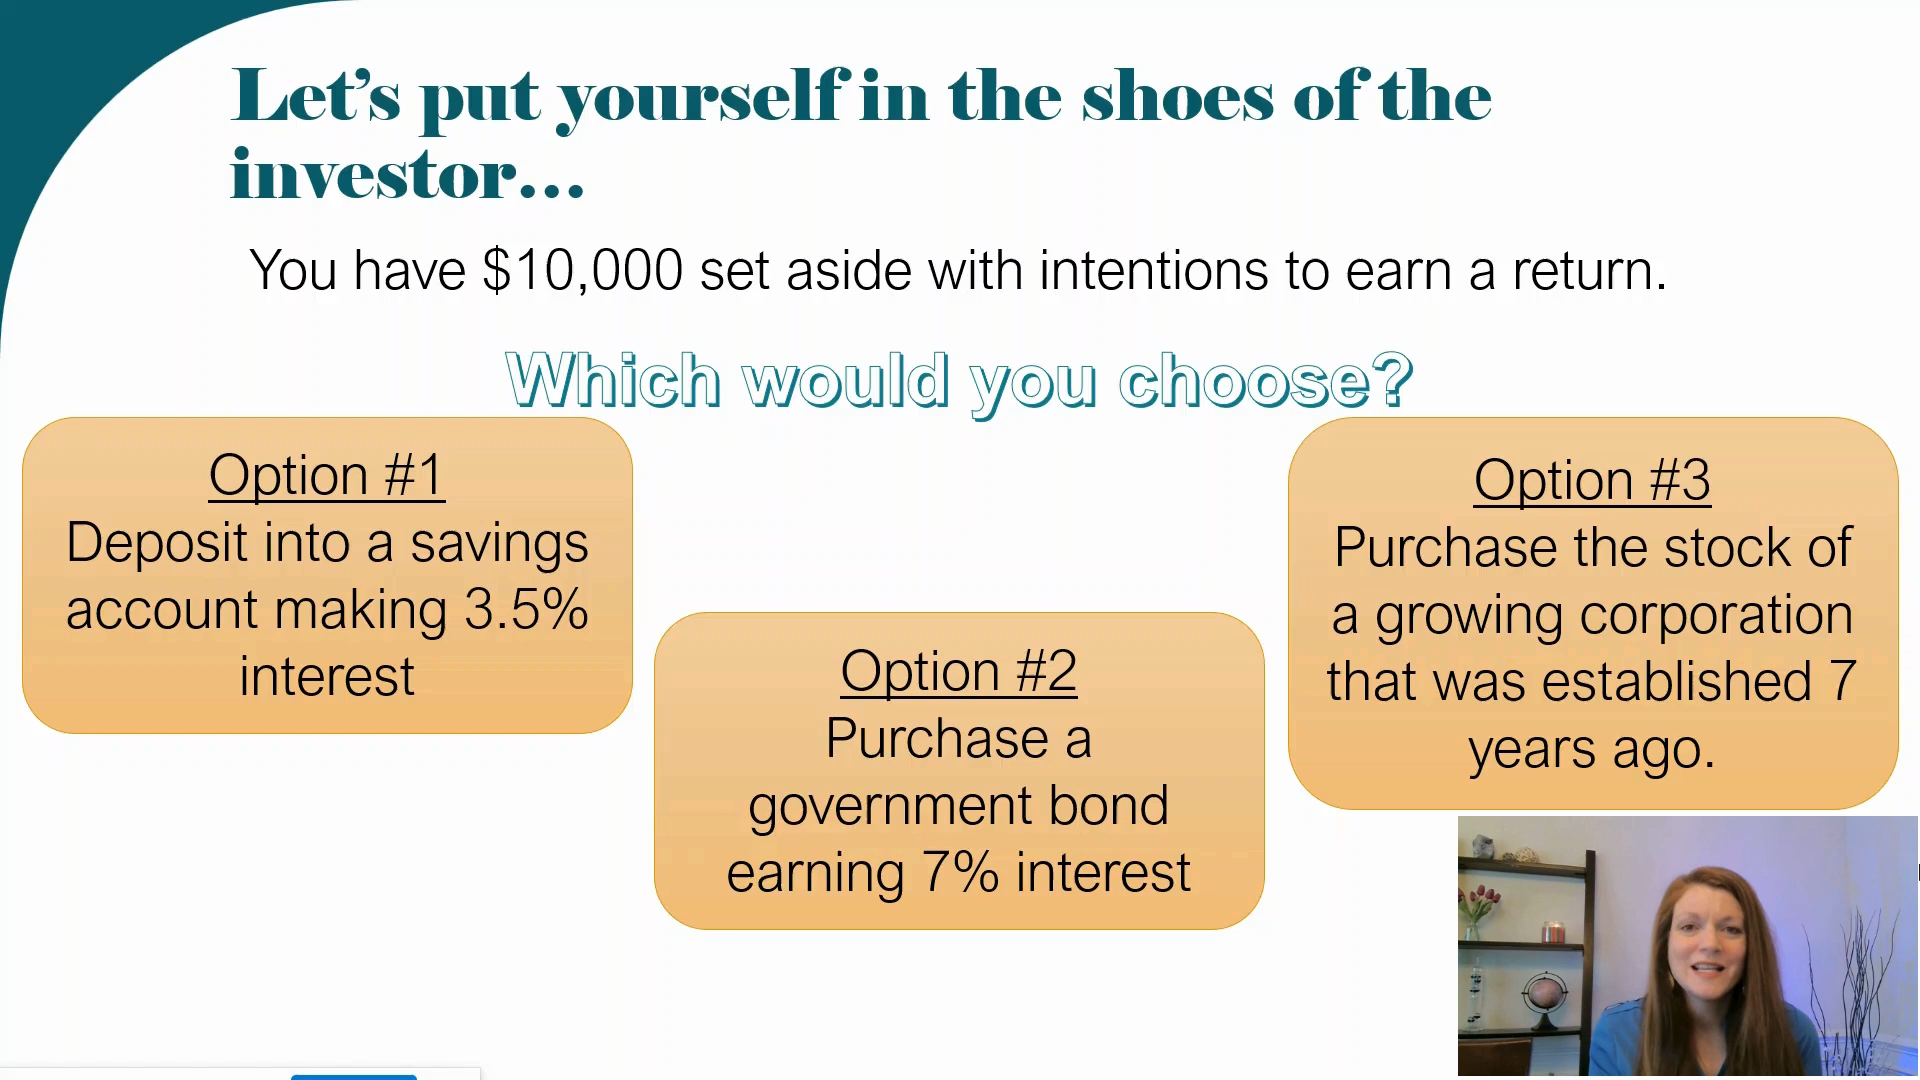 Let's put yourself in the shoes of the
investor...
You have $10,000 set aside with intentions to earn a return.
Which would you choose?
Option #1
Deposit into a savings
account making 3.5%
interest
Option #2
Purchase a
government bond
earning 7% interest
Option #3
Purchase the stock of
a growing corporation
that was established 7
years ago.